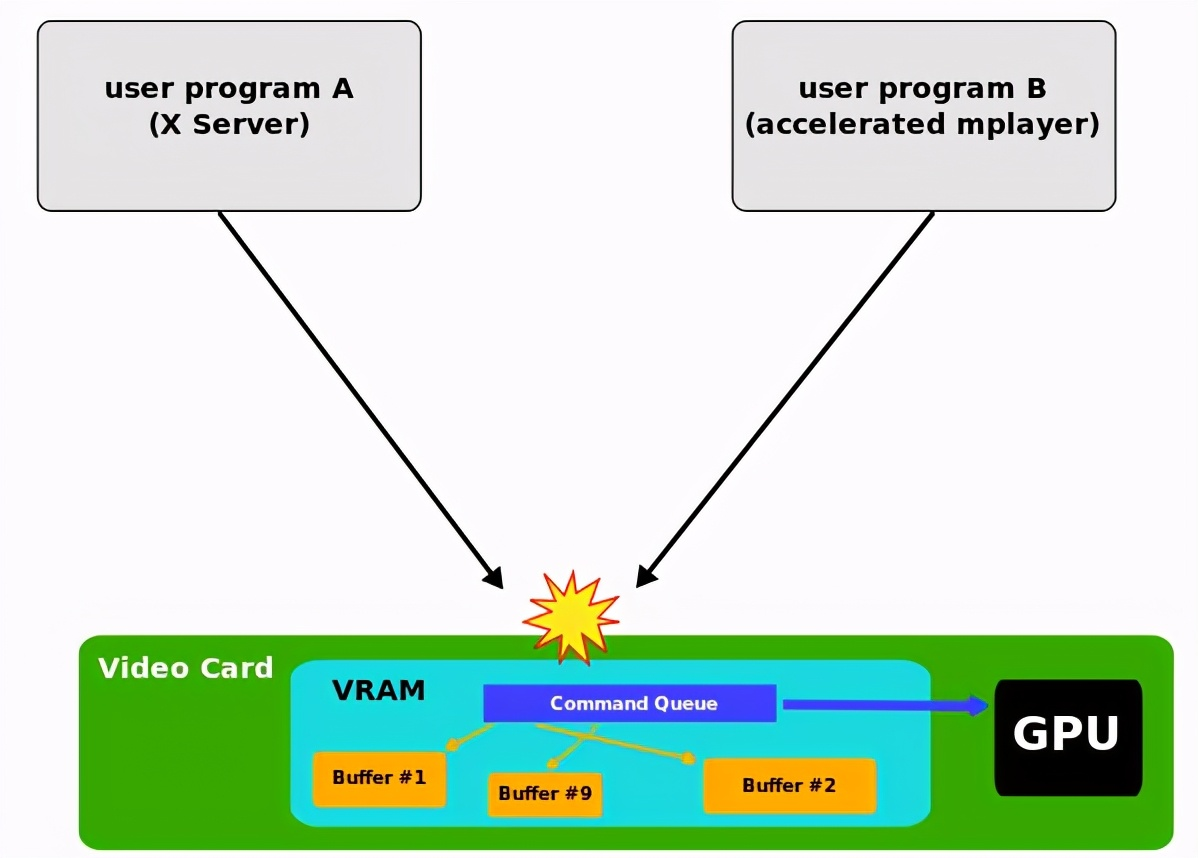 user program A
(X Server)
user program B
(accelerated mplayer)
Video Card
VRAM
Command Queue
GPU
Buffer #1
Buffer #9
Buffer #2